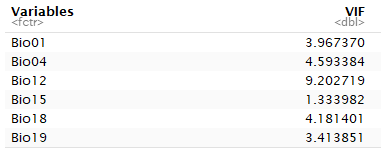 Variables VIF
<fctr> <dbl>
Bio01 3.967370
Bio04 4.593384
Bio12 9.202719
Bio15 1.333982
Bio18 4.181401
Bio19 3.413851